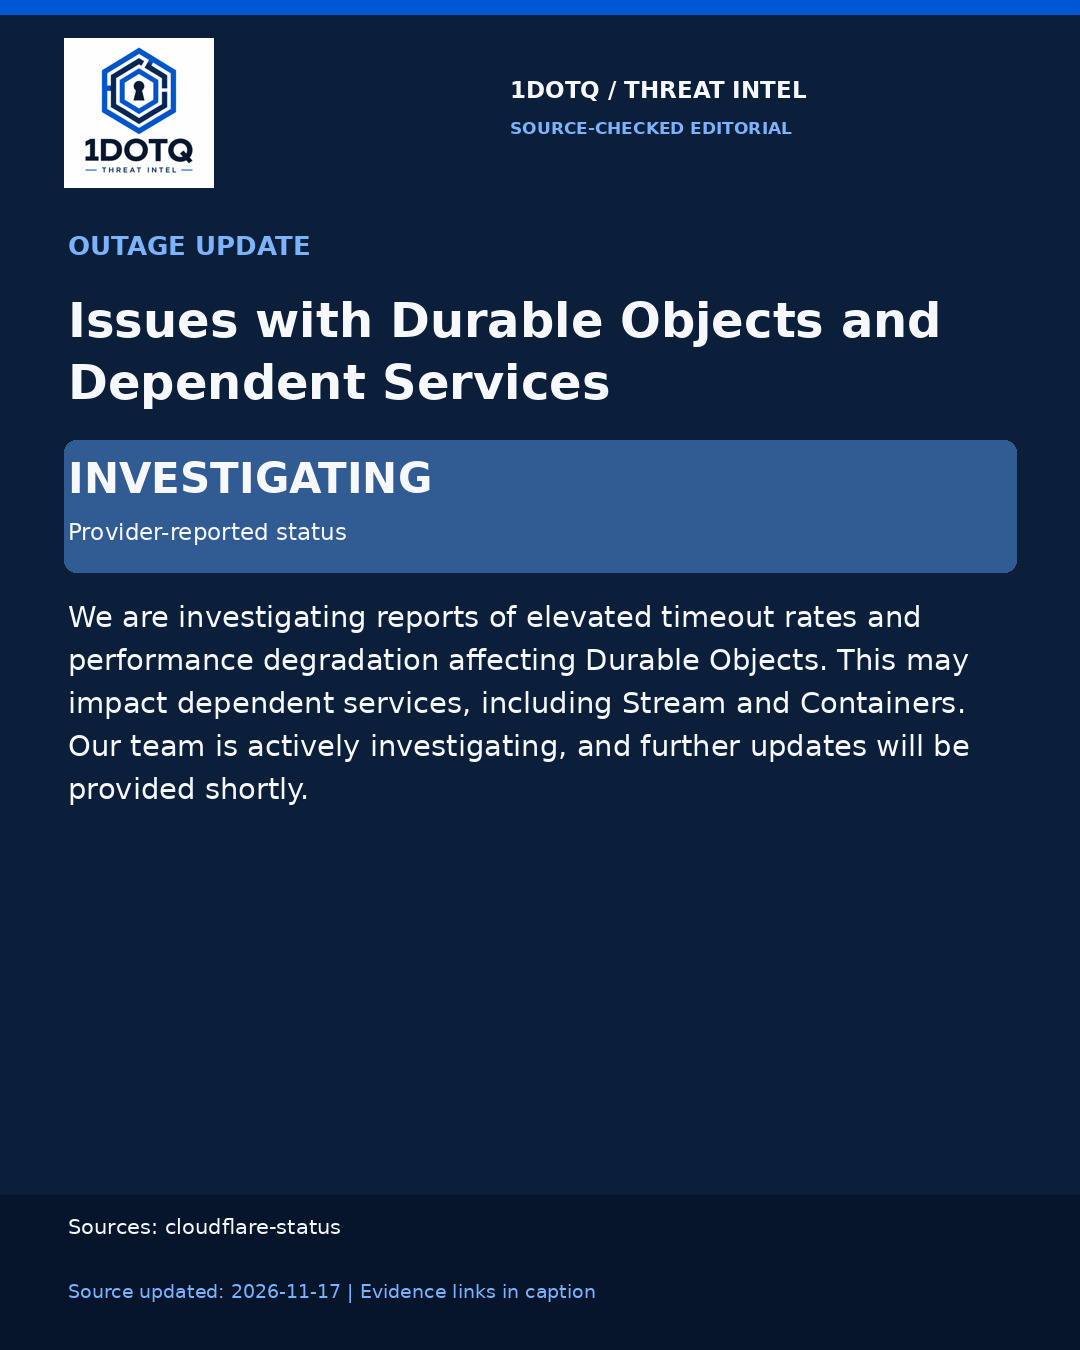 1DOTQ
THREAT INTEL
1DOTQ / THREAT INTEL
SOURCE-CHECKED EDITORIAL
OUTAGE UPDATE
Issues with Durable Objects and
Dependent Services
INVESTIGATING
Provider-reported status
We are investigating reports of elevated timeout rates and
performance degradation affecting Durable Objects. This may
impact dependent services, including Stream and Containers.
Our team is actively investigating, and further updates will be
provided shortly.
Sources: cloudflare-status
Source updated: 2026-11-17 | Evidence links in caption